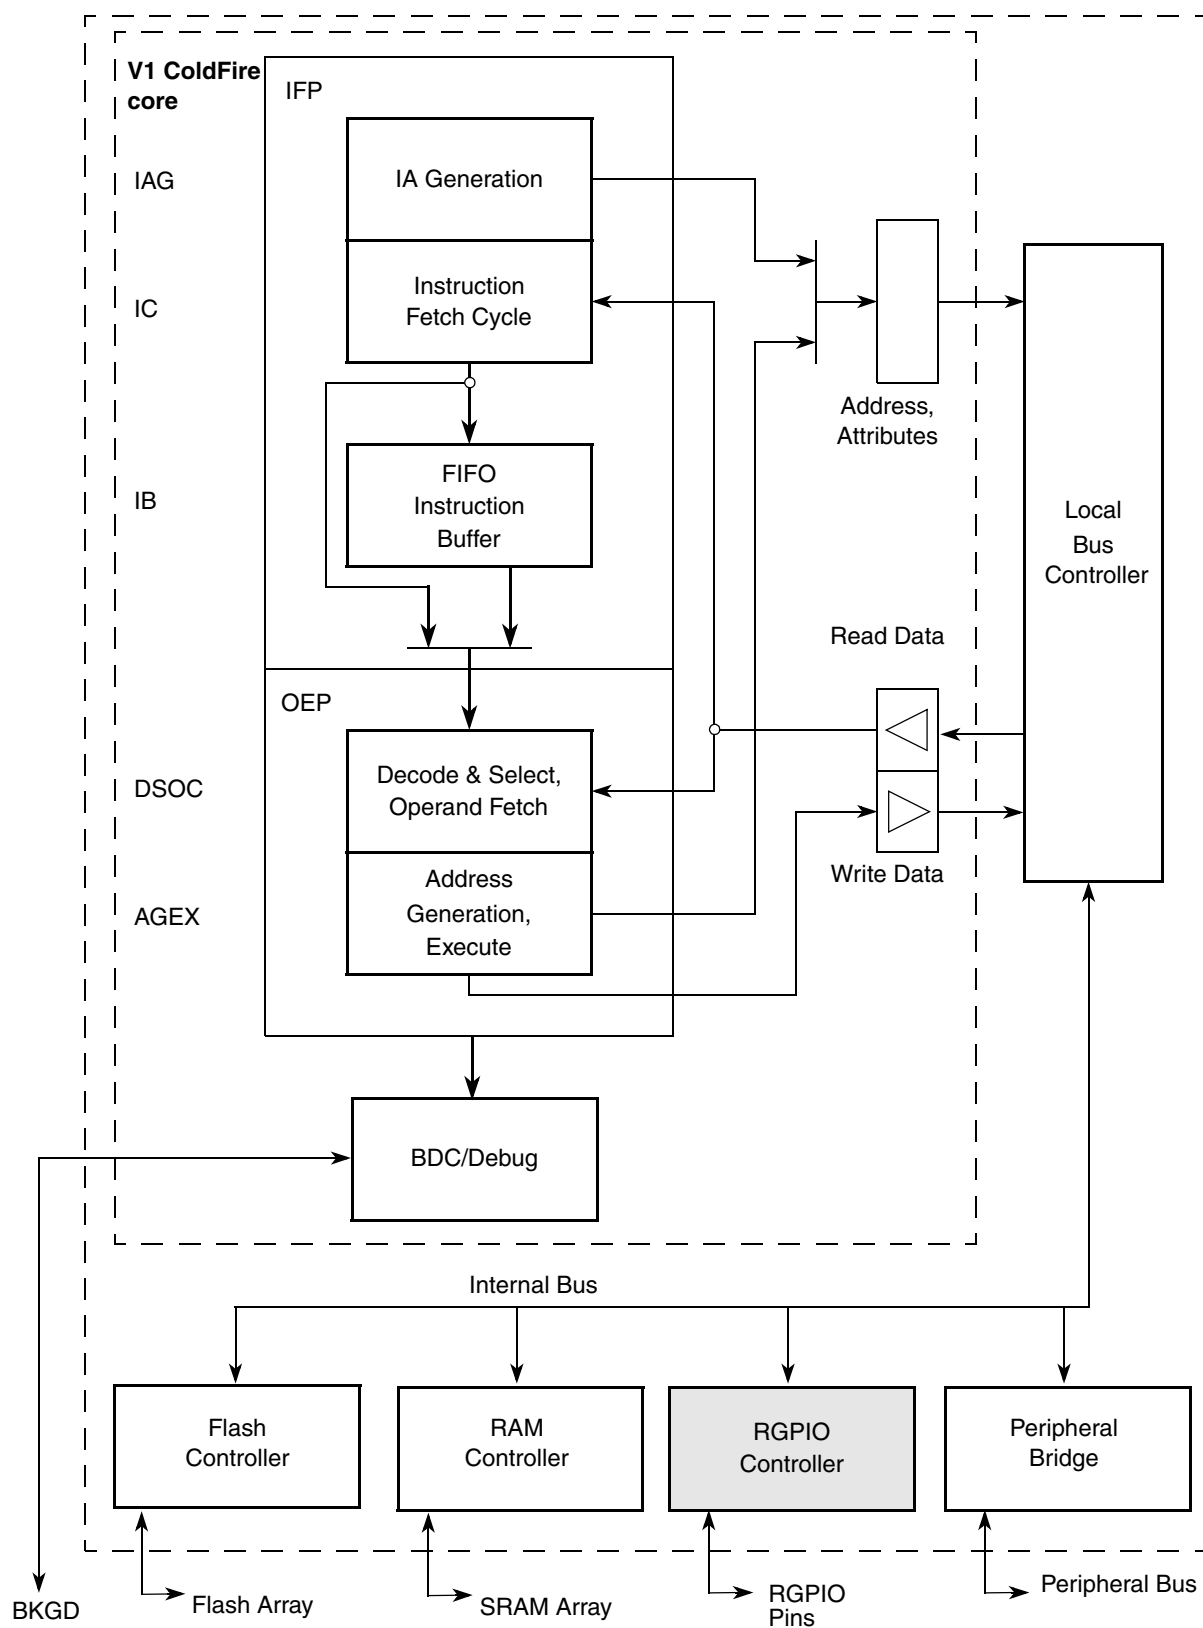 V1 ColdFire
core
IFP
IAG
IA Generation
IC
Instruction
Fetch Cycle
Address,
Attributes
IB
FIFO
Instruction
Buffer
Local
Bus
Controller
Read Data
OEP
DSOC
Decode & Select,
Operand Fetch
Write Data
AGEX
Address
Generation,
Execute
BDC/Debug
Internal Bus
Flash
Controller
RAM
Controller
RGPIO
Controller
Peripheral
Bridge
BKGD
Flash Array
SRAM Array
RGPIO
Pins
Peripheral Bus